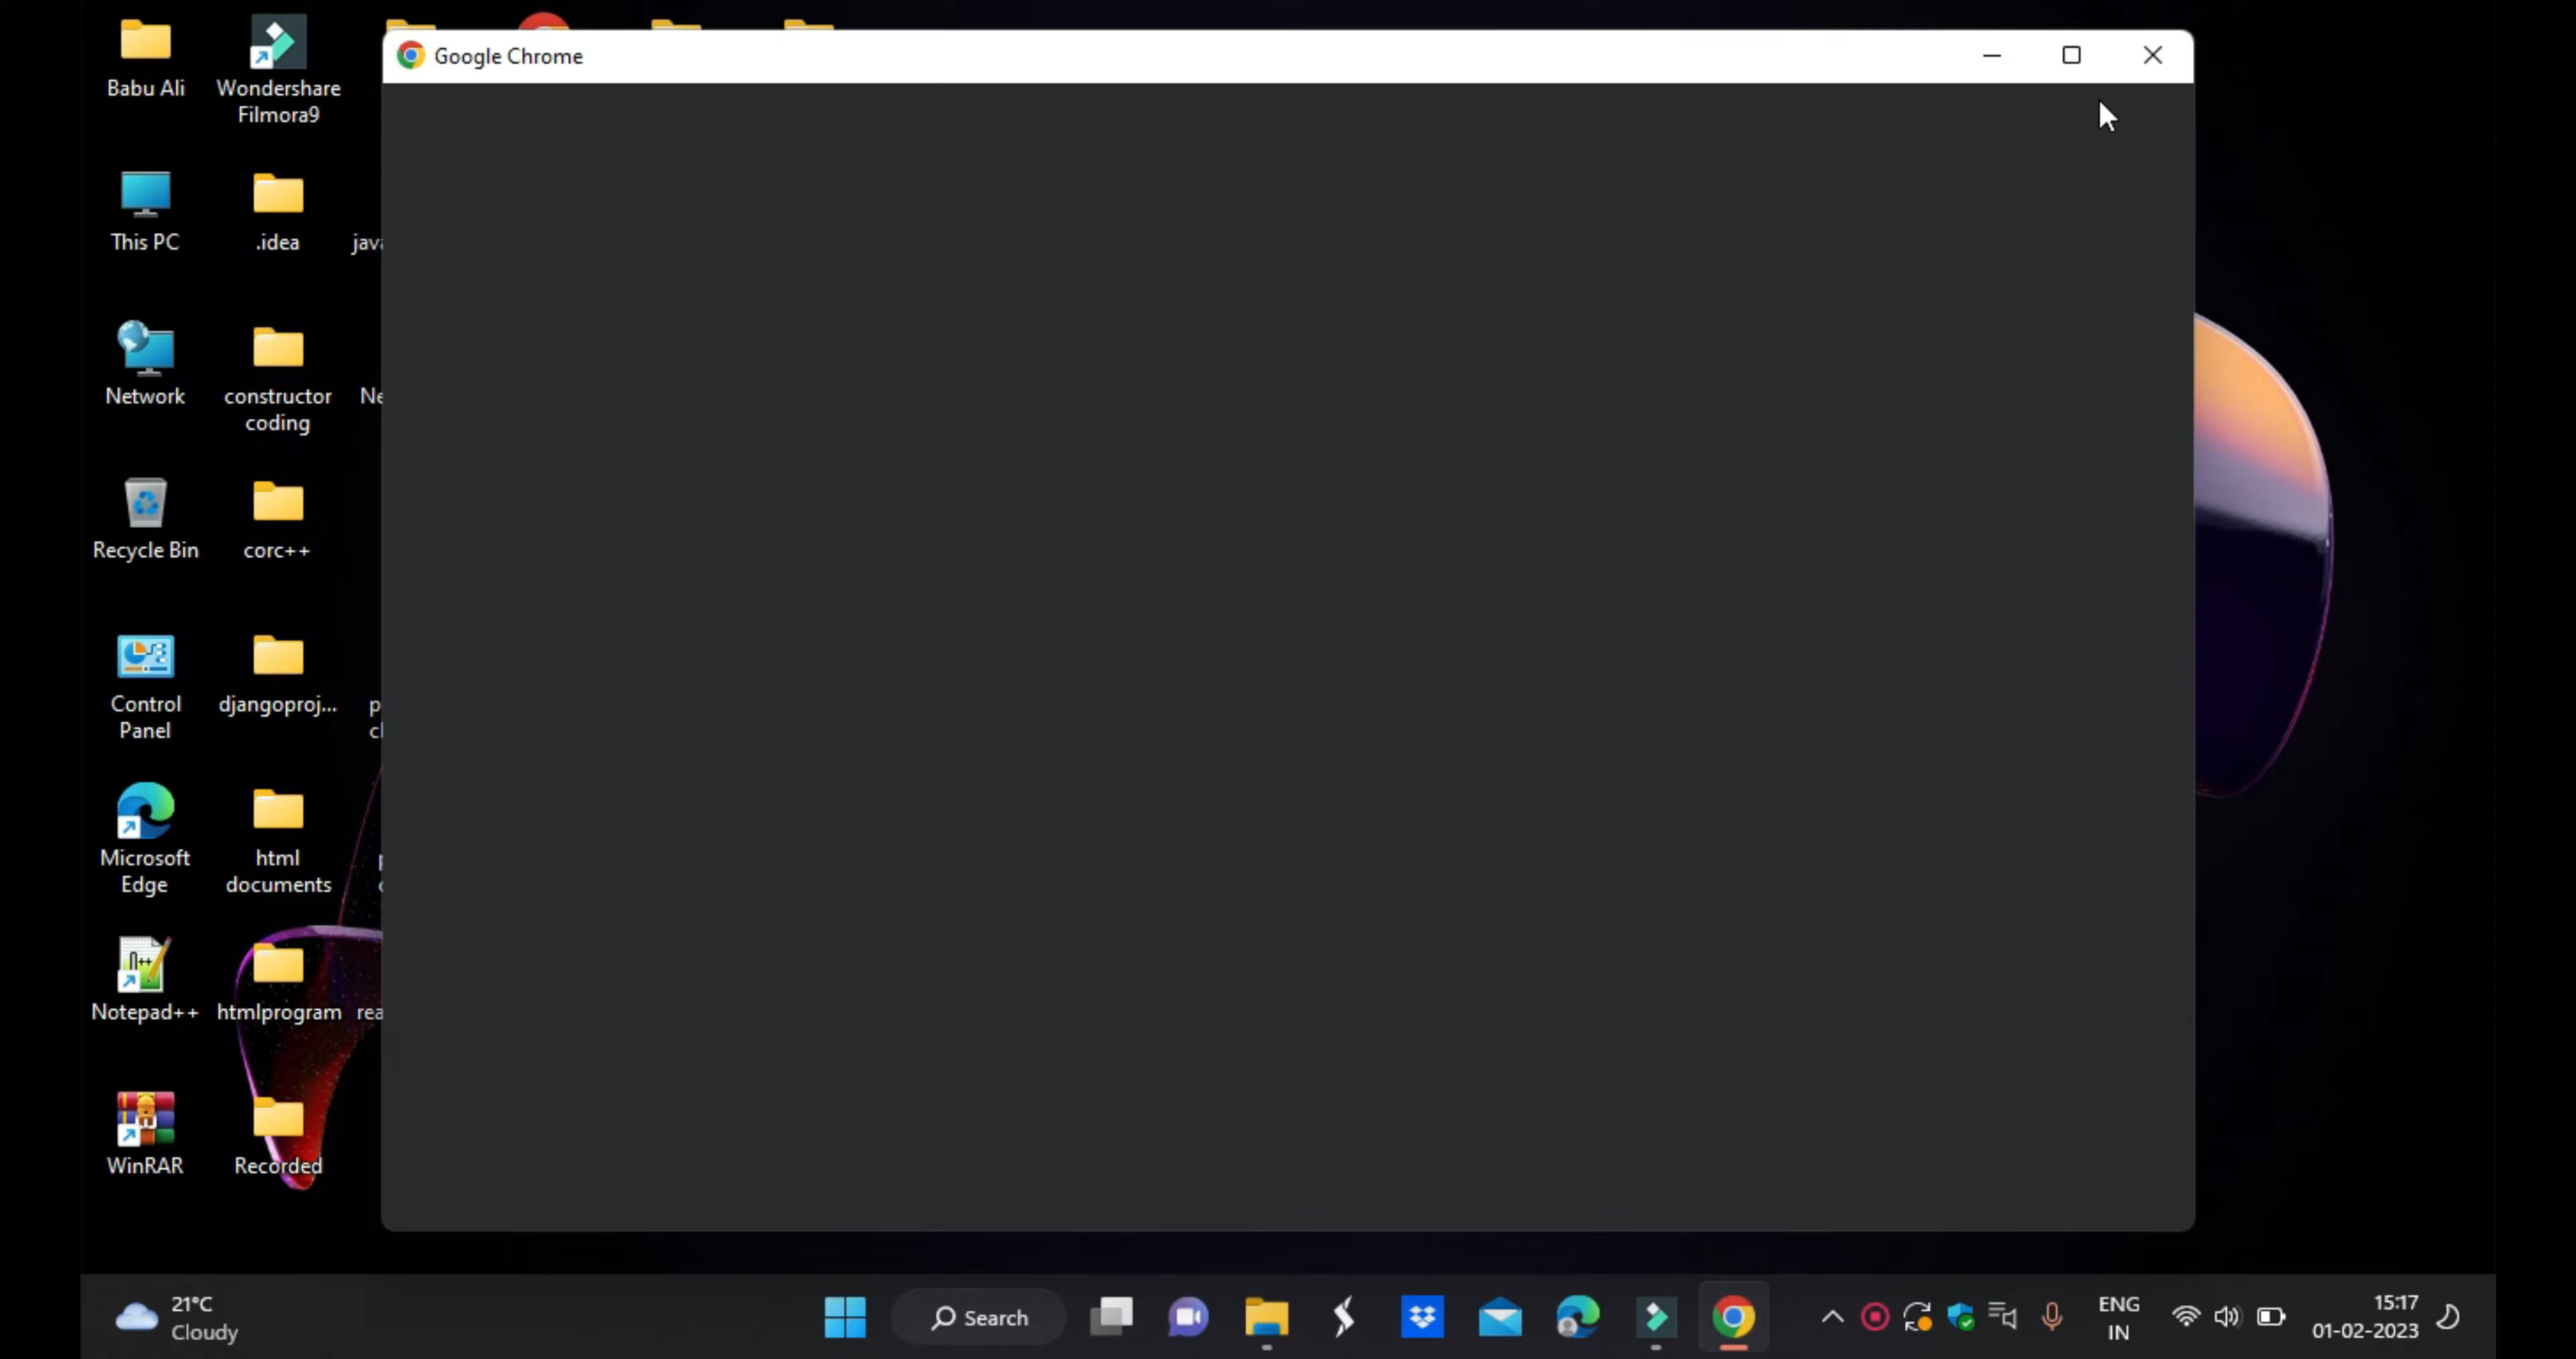 Google Chrome
Babu Ali
Wondershare
Filmora9
This PC
.idea
Network
constructor
coding
Recycle Bin
corc++
Control
Panel
djangoproj...
Microsoft
Edge
html
documents
Notepad++
htmlprogram
WinRAR
Recorded
21°C
Cloudy
Search
ENG
IN
15:17
01-02-2023